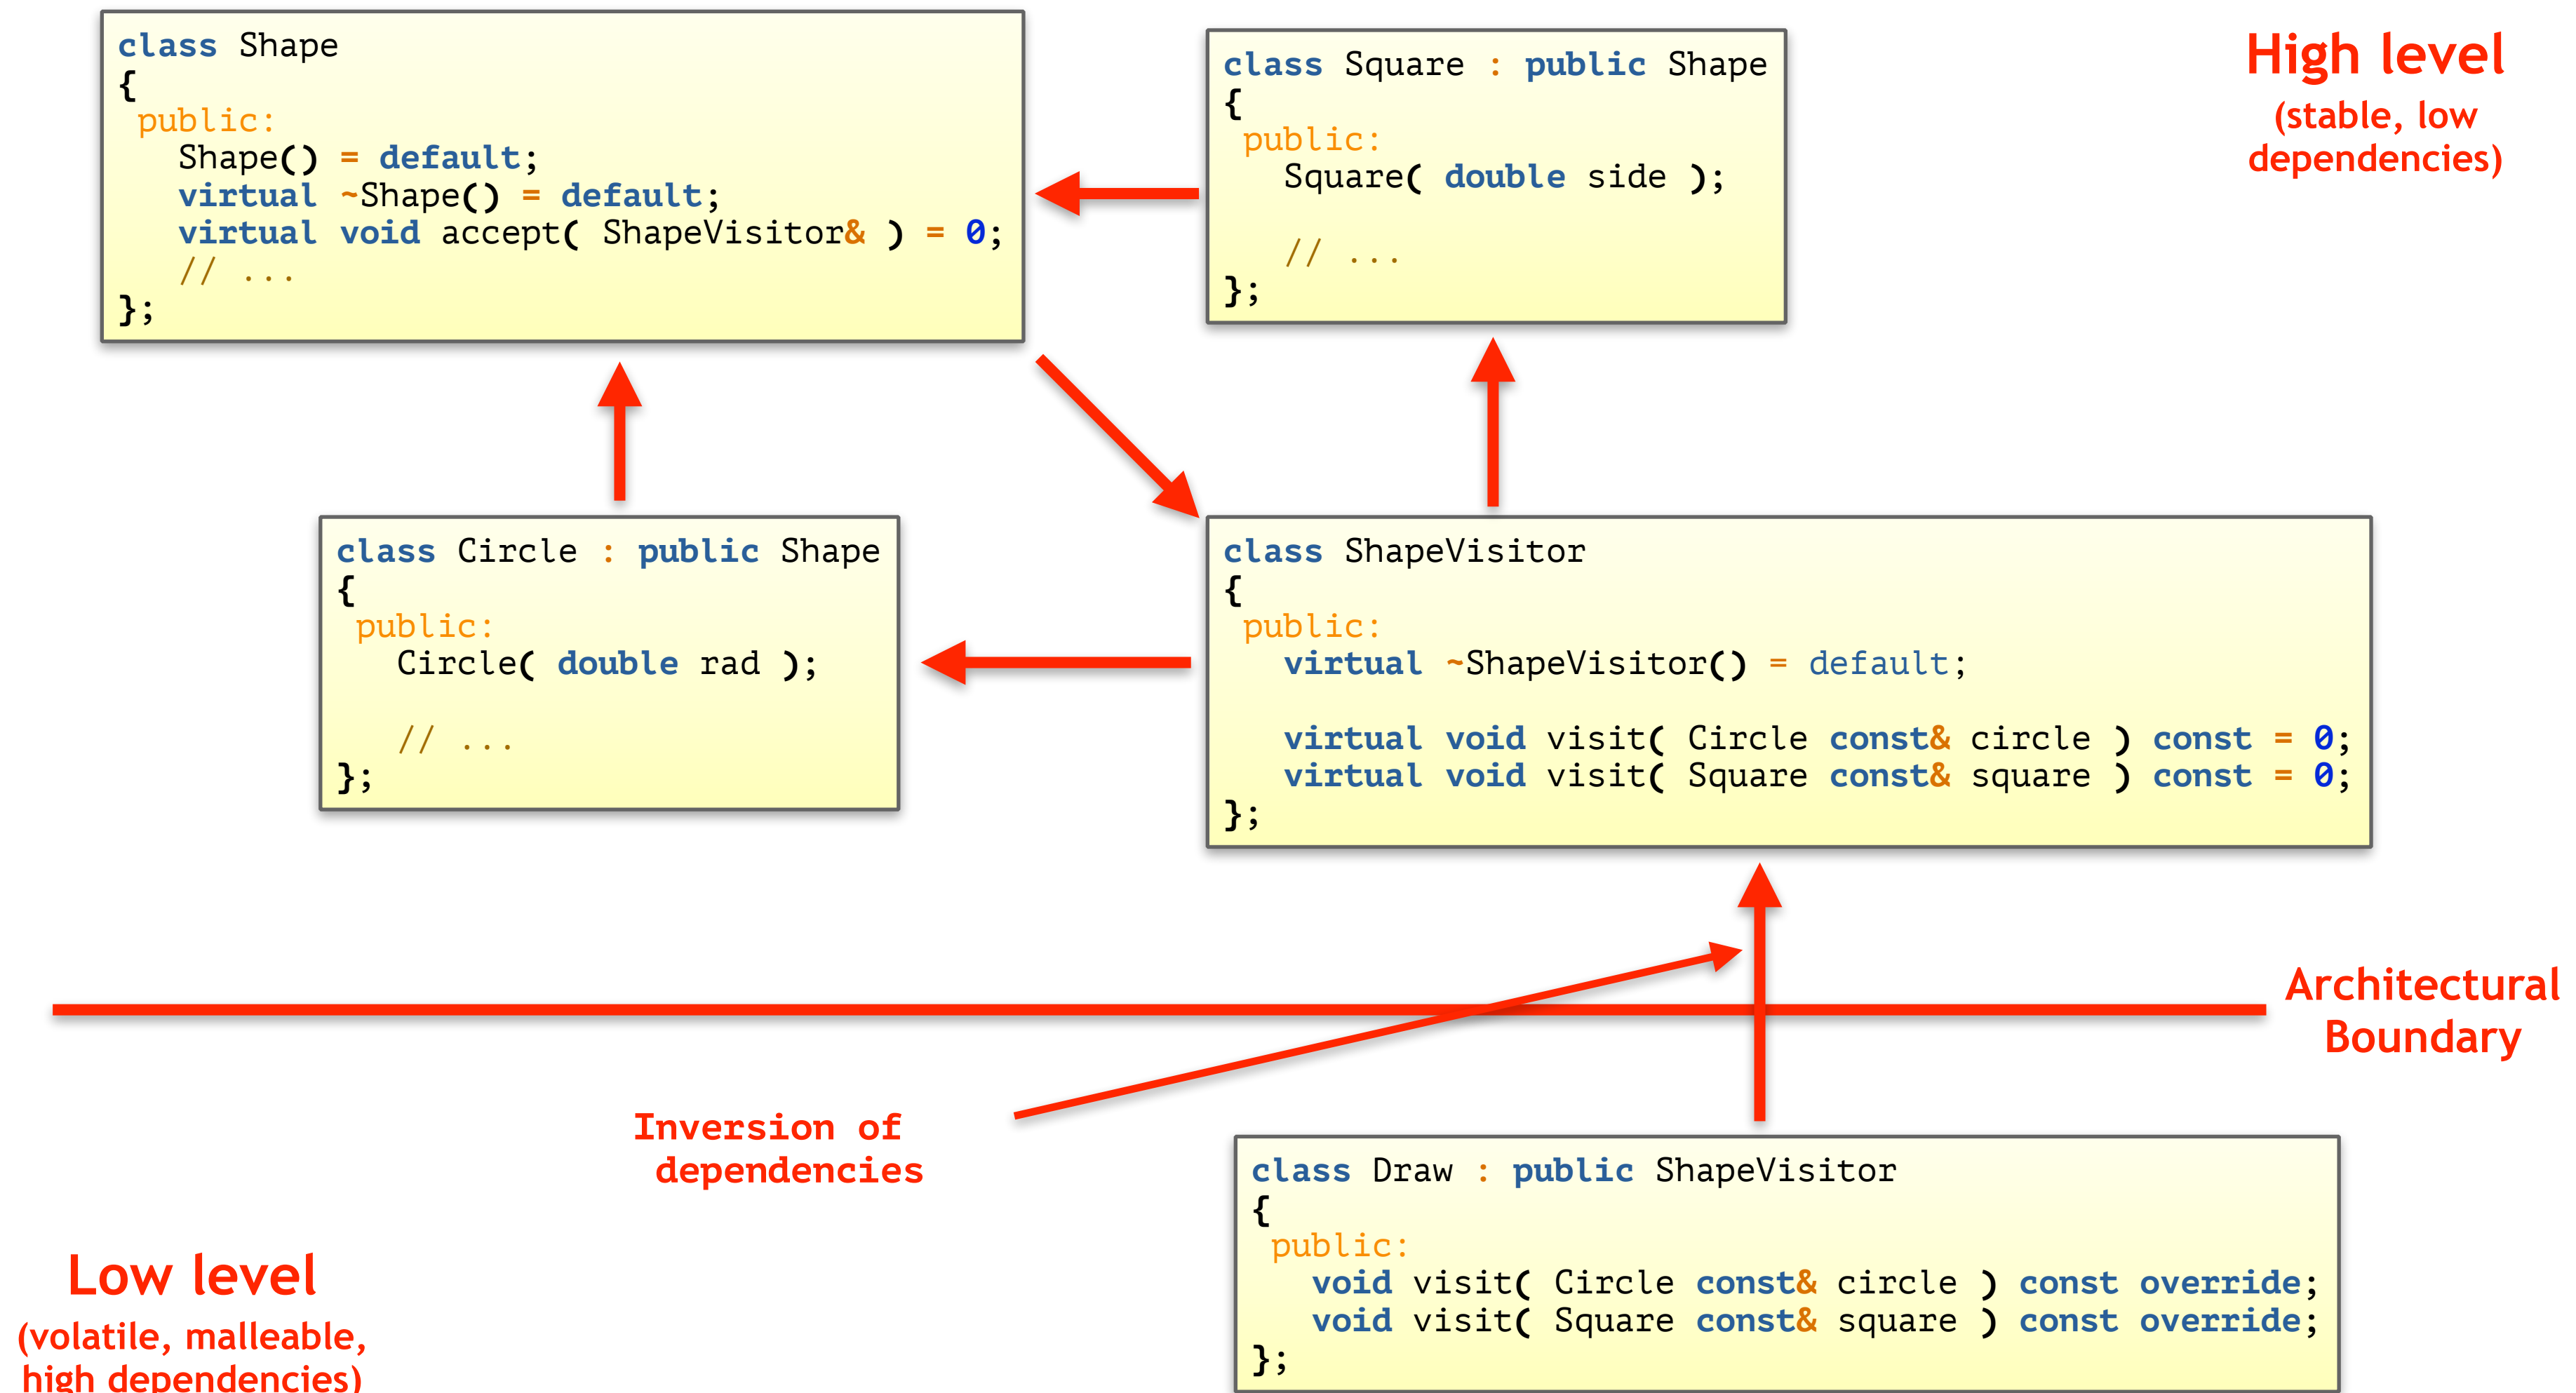 class Shape
{
 public:
   Shape() = default;
   virtual ~Shape() = default;
   virtual void accept( ShapeVisitor& ) = 0;
   // ...
};
class Square : public Shape
{
 public:
   Square( double side );
   // ...
};
High level
(stable, low
dependencies)
class Circle : public Shape
{
 public:
   Circle( double rad );
   // ...
};
class ShapeVisitor
{
 public:
   virtual ~ShapeVisitor() = default;
   virtual void visit( Circle const& circle ) const = 0;
   virtual void visit( Square const& square ) const = 0;
};
Architectural
Boundary
Inversion of
dependencies
class Draw : public ShapeVisitor
{
 public:
   void visit( Circle const& circle ) const override;
   void visit( Square const& square ) const override;
};
Low level
(volatile, malleable,
high dependencies)